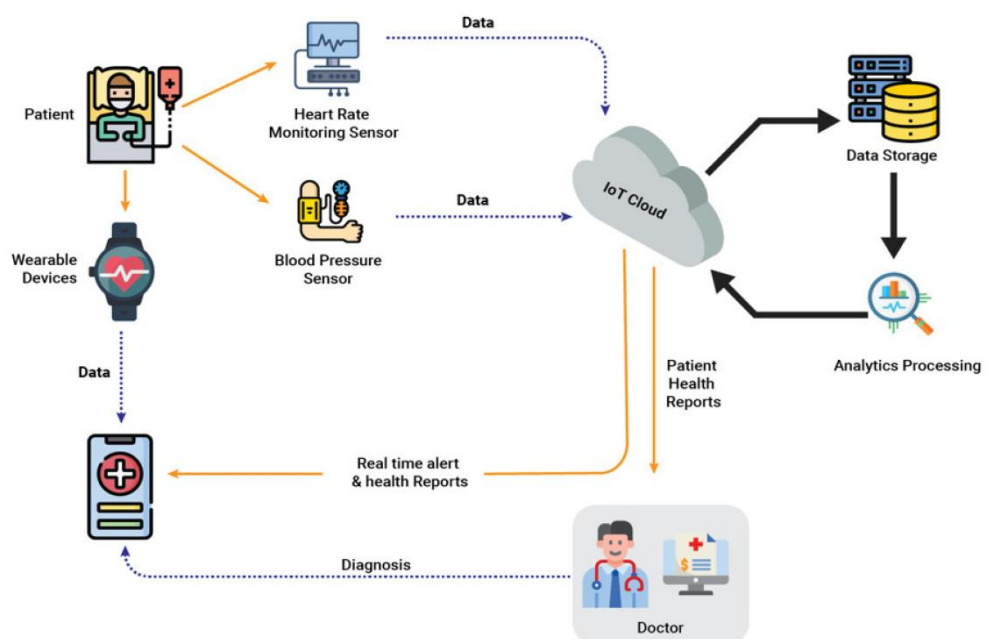 Data
Patient
Heart Rate
Monitoring Sensor
Data Storage
IoT Cloud
Data
Wearable
Devices
Blood Pressure
Sensor
Data
Patient
Health
Reports
Analytics Processing
Real time alert
& health Reports
Diagnosis
$
Doctor